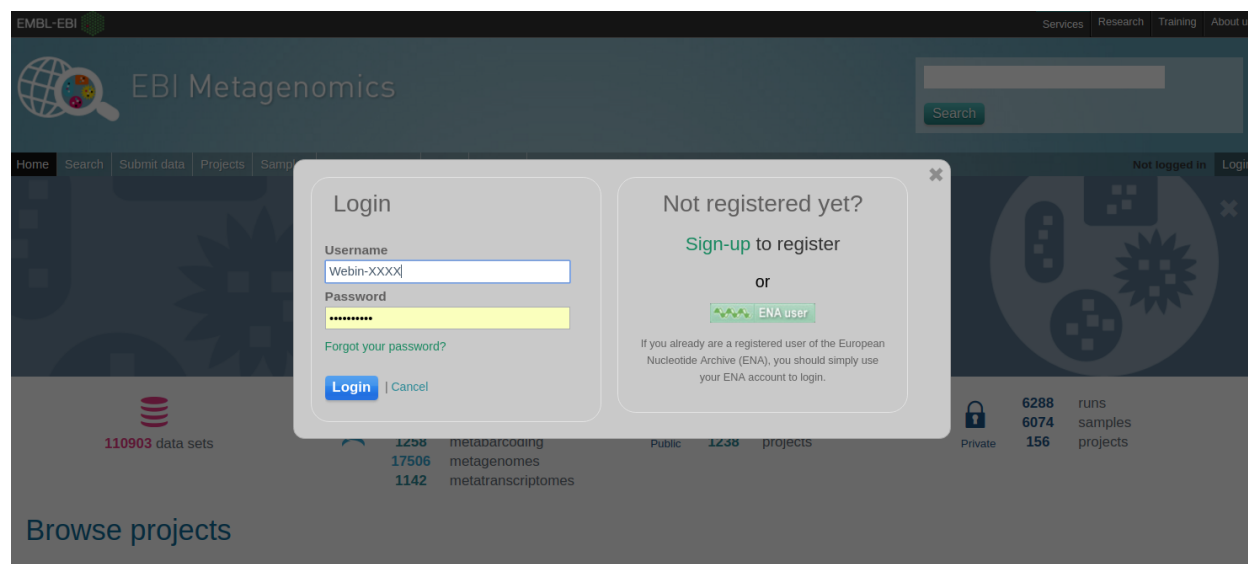 EMBL-EBI
Services Research Training About u
EBI Metagenomics
Search
Home Search Submit data Projects
Not logged in
Login
Username
Webin-XXXX
Password
••••••••••
Forgot your password?
Login | Cancel
Not registered yet?
Sign-up to register
or
ENA user
If you already are a registered user of the European
Nucleotide Archive (ENA), you should simply use
your ENA account to login.
110903 data sets
1258 metabarcoding
17506 metagenomes
1142 metatranscriptomes
Public 1238 projects
Private
6288 runs
6074 samples
156 projects
Browse projects